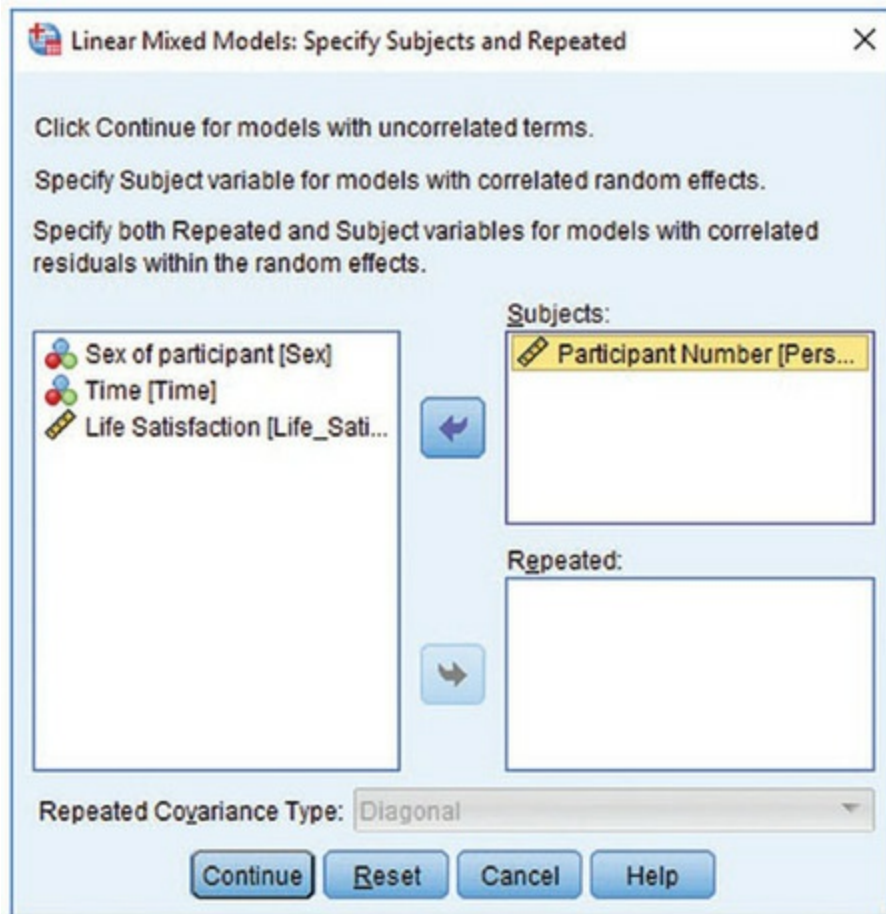 Linear Mixed Models: Specify Subjects and Repeated
Click Continue for models with uncorrelated terms.
Specify Subject variable for models with correlated random effects.
Specify both Repeated and Subject variables for models with correlated
residuals within the random effects.
Subjects:
Sex of participant [Sex]
Time [Time]
Life Satisfaction [Life_Sati...
Participant Number [Pers...
Repeated:
Repeated Covariance Type: Diagonal
Continue Reset Cancel Help